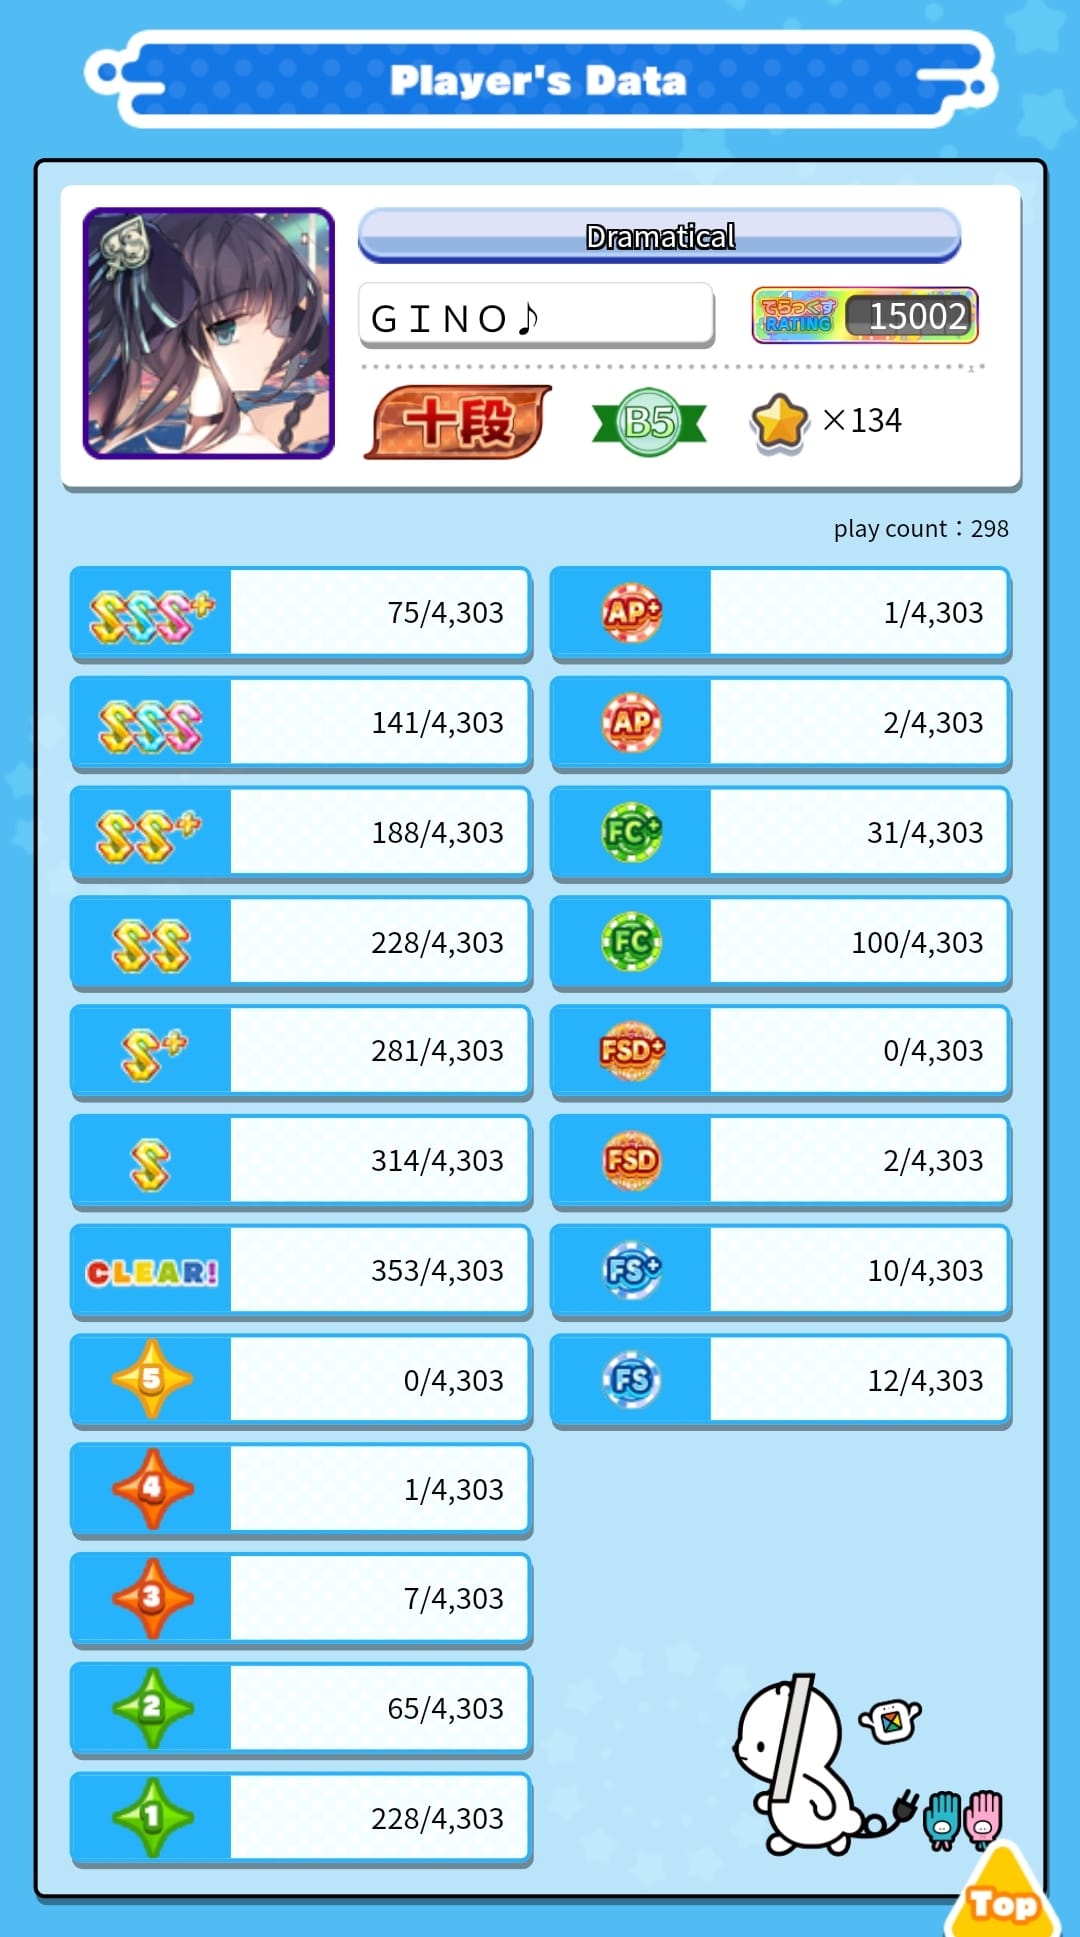 Player's Data
Dramatical
ＧＩＮＯ♪
でらっくす
RATING
15002
十段
B5
×134
play count：298
SSS+ 75/4,303
AP+ 1/4,303
SSS 141/4,303
AP 2/4,303
SS+ 188/4,303
FC+ 31/4,303
SS 228/4,303
FC 100/4,303
S+ 281/4,303
FSD+ 0/4,303
S 314/4,303
FSD 2/4,303
CLEAR! 353/4,303
FS+ 10/4,303
5 0/4,303
FS 12/4,303
4 1/4,303
3 7/4,303
2 65/4,303
1 228/4,303
Top